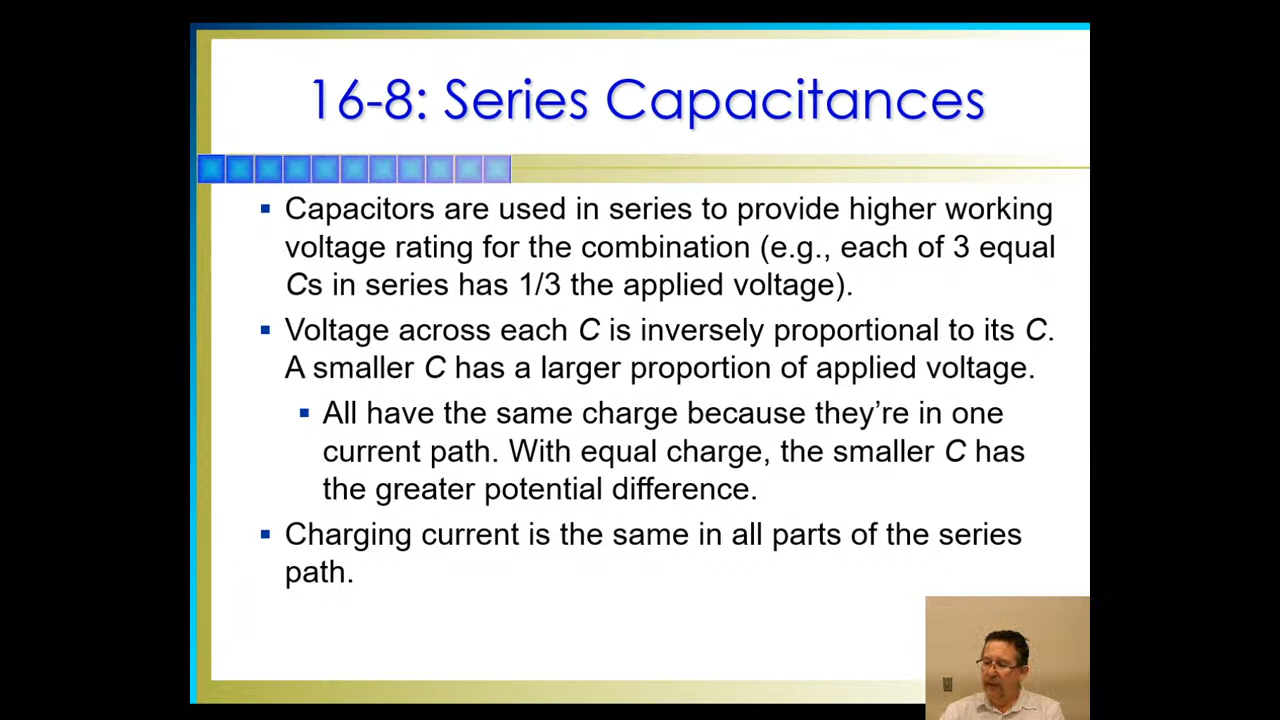 16-8: Series Capacitances
▪ Capacitors are used in series to provide higher working
voltage rating for the combination (e.g., each of 3 equal
Cs in series has 1/3 the applied voltage).
▪ Voltage across each C is inversely proportional to its C.
A smaller C has a larger proportion of applied voltage.
▪ All have the same charge because they’re in one
current path. With equal charge, the smaller C has
the greater potential difference.
▪ Charging current is the same in all parts of the series
path.